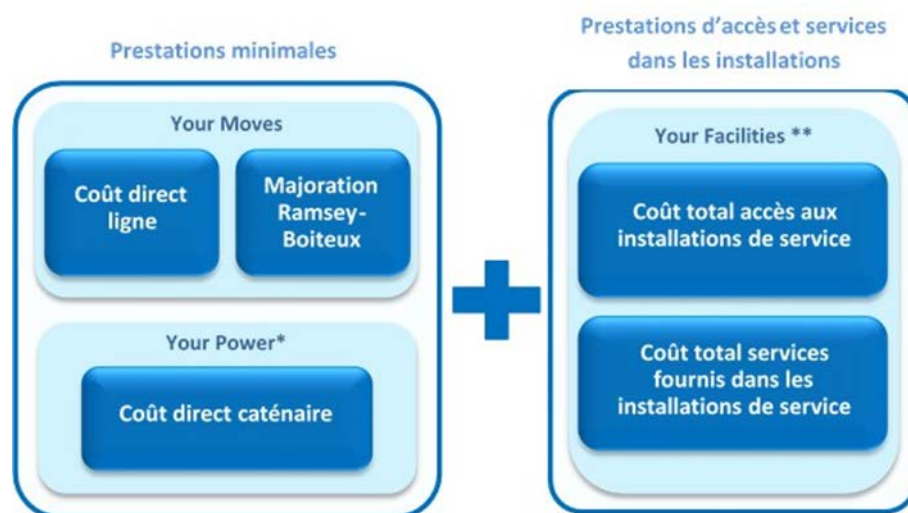 Prestations minimales
Your Moves
Coût direct
ligne
Majoration
Ramsey-
Boiteux
Your Power*
Coût direct caténaire
Prestations d'accès et services
dans les installations
Your Facilities **
Coût total accès aux
installations de service
Coût total services
fournis dans les
installations de service